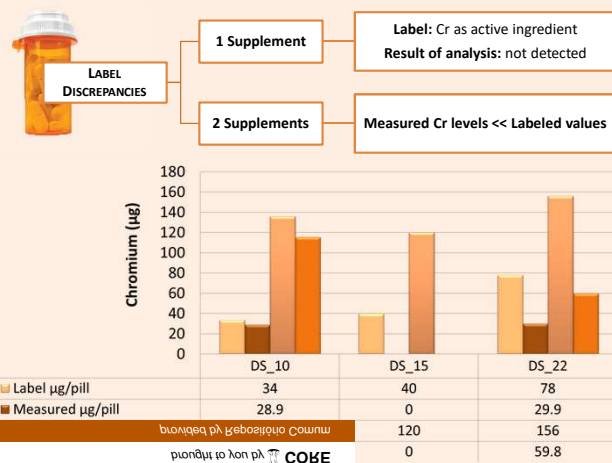 1 Supplement
Label: Cr as active ingredient
Result of analysis: not detected
LABEL
DISCREPANCIES
2 Supplements
Measured Cr levels << Labeled values
Chromium (µg)
180
160
140
120
100
80
60
40
20
0
DS_10 DS_15 DS_22
Label µg/pill 34 40 78
Measured µg/pill 28.9 0 29.9
provided by Repositório Comum 120 156
brought to you by CORE 0 59.8